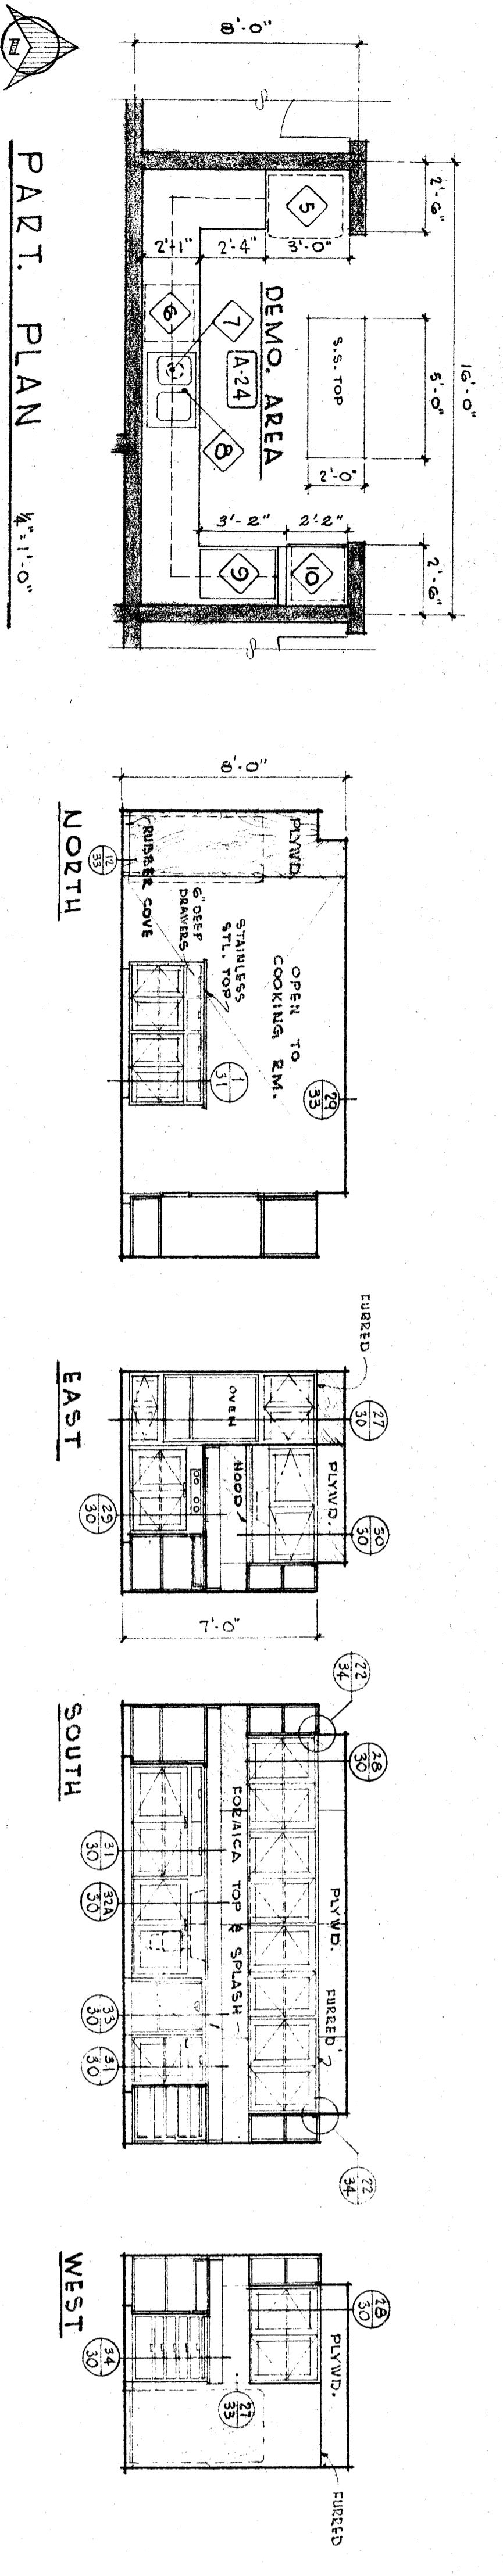 N
PART. PLAN
1/4"=1'-0"
8'-0"
16'-0"
2'-6"
5'-0"
2'-6"
2'-1"
2'-4"
3'-0"
S.S. TOP
2'-0"
DEMO. AREA
A-24
3'-2"
2'-2"
5
6
7
8
9
10
NORTH
8'-0"
PLYWD.
RUBBER COVE
12
33
6" DEEP
DRAWERS
STAINLESS
STL. TOP
OPEN TO
COOKING RM.
1
31
29
33
EAST
FURRED
27
30
OVEN
PLYWD.
HOOD
30
30
29
30
7'-0"
SOUTH
22
34
28
30
FORMICA TOP & SPLASH
PLYWD.
FURRED
31
30
32A
30
33
30
31
30
22
34
WEST
28
30
PLYWD.
34
30
27
33
FURRED